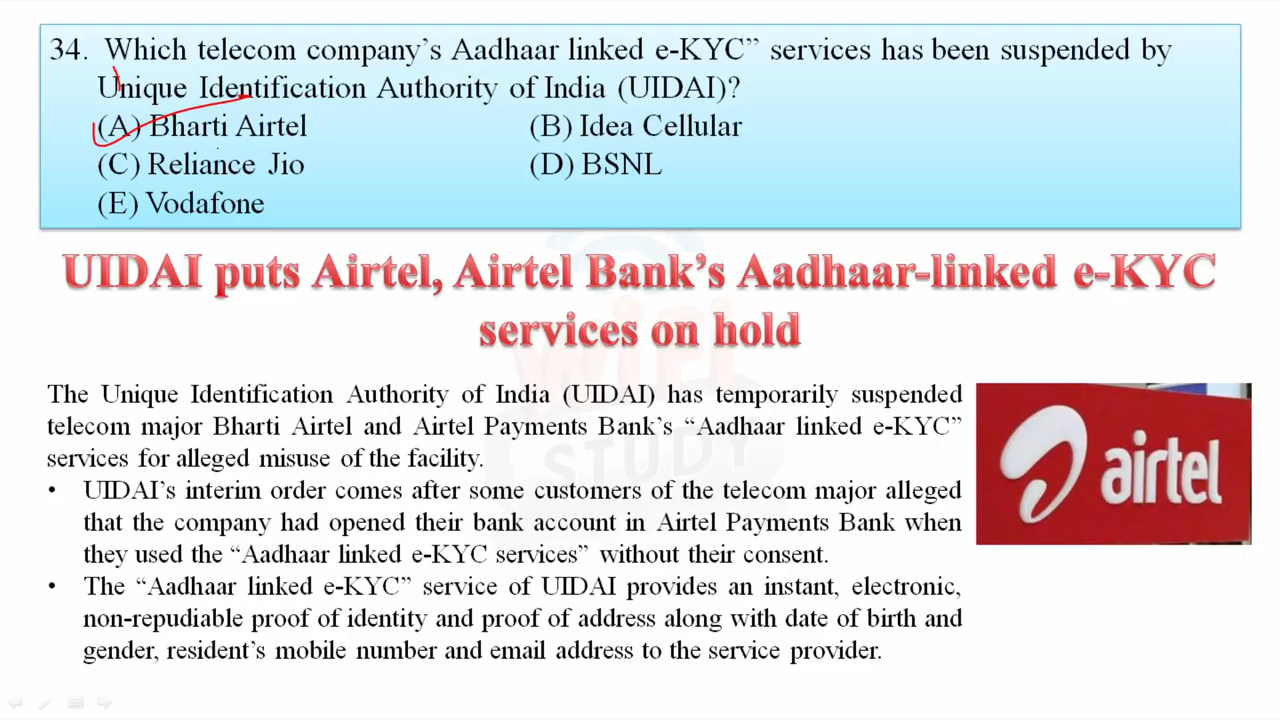 34. Which telecom company’s Aadhaar linked e-KYC” services has been suspended by
Unique Identification Authority of India (UIDAI)?
(A) Bharti Airtel (B) Idea Cellular
(C) Reliance Jio (D) BSNL
(E) Vodafone
UIDAI puts Airtel, Airtel Bank’s Aadhaar-linked e-KYC
services on hold
The Unique Identification Authority of India (UIDAI) has temporarily suspended
telecom major Bharti Airtel and Airtel Payments Bank’s “Aadhaar linked e-KYC”
services for alleged misuse of the facility.
• UIDAI’s interim order comes after some customers of the telecom major alleged
that the company had opened their bank account in Airtel Payments Bank when
they used the “Aadhaar linked e-KYC services” without their consent.
• The “Aadhaar linked e-KYC” service of UIDAI provides an instant, electronic,
non-repudiable proof of identity and proof of address along with date of birth and
gender, resident’s mobile number and email address to the service provider.
airtel
WiFi
STUDY